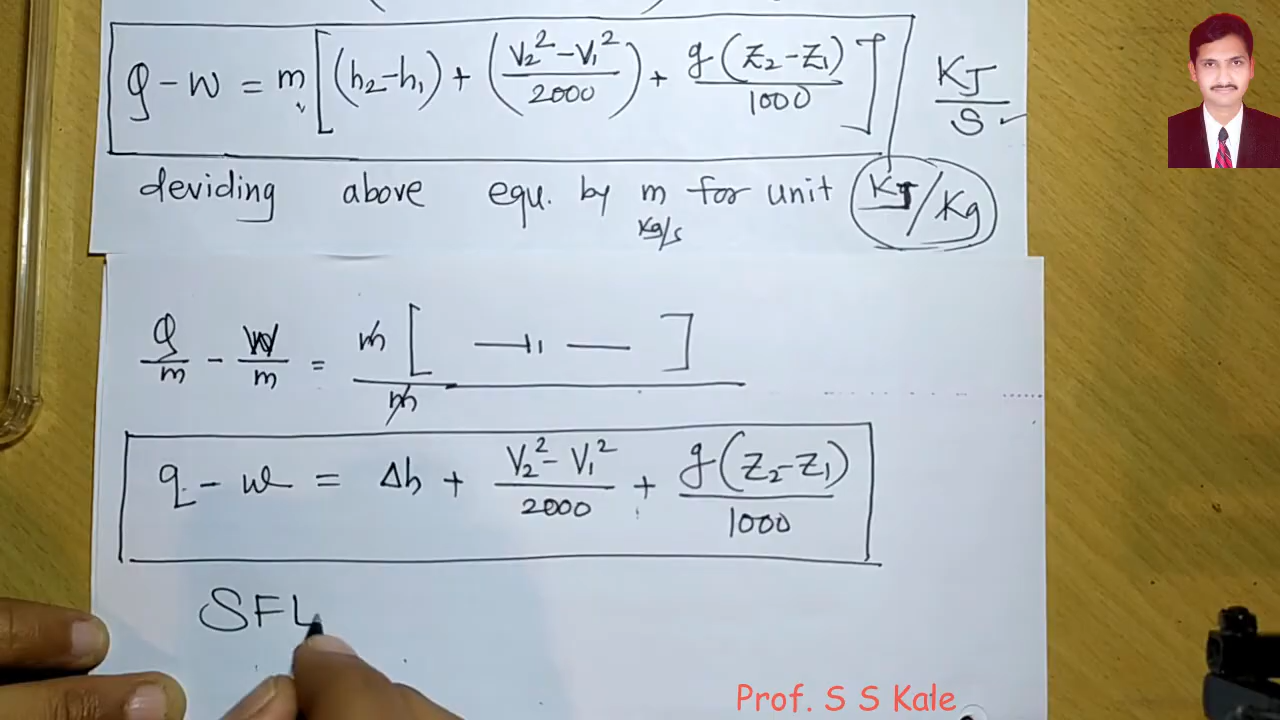 Q - W = m [ (h₂-h₁) + ( (V₂² - V₁²) / 2000 ) + g (Z₂-Z₁) / 1000 ] KJ / S
deviding above equ. by m for unit KJ/Kg
Kg/s
Q/m - W/m = m [ —11— ] / m
q - w = Δh + (V₂² - V₁²) / 2000 + g (Z₂-Z₁) / 1000
SFL
Prof. S S Kale